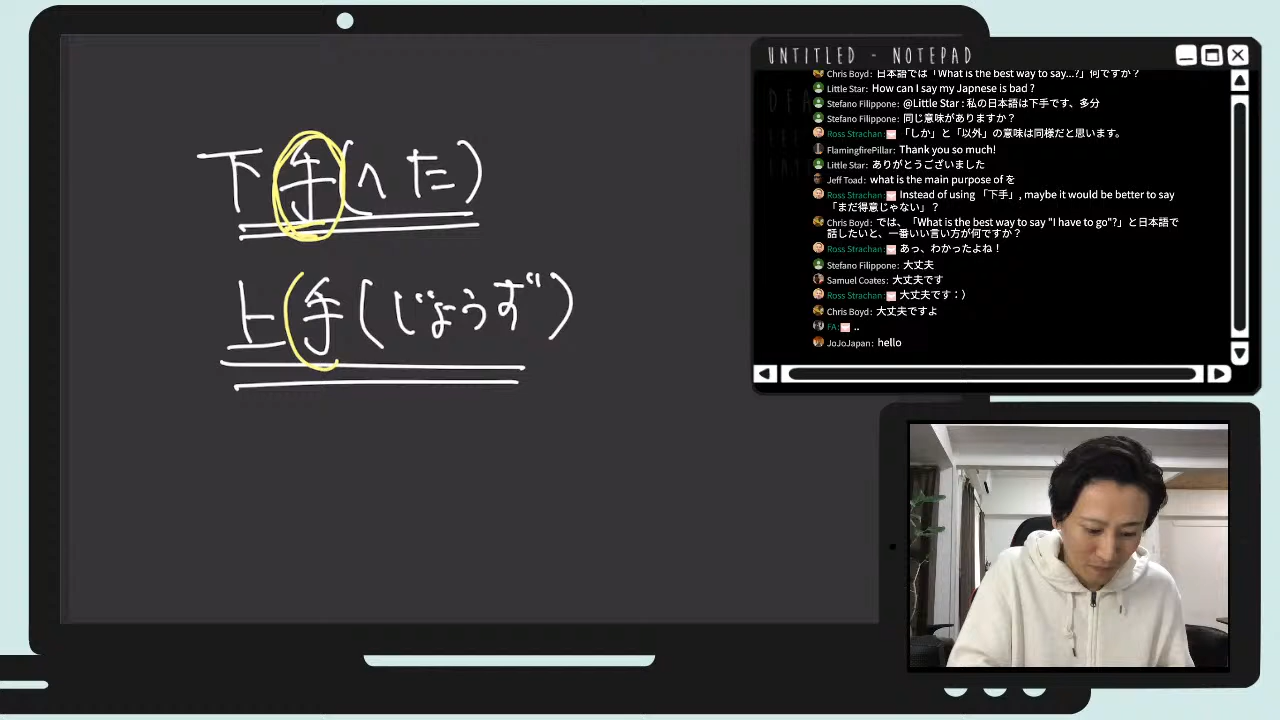 下手(へた)
上手(じょうず)
UNTITLED - NOTEPAD
Chris Boyd: 日本語では「What is the best way to say...?」何ですか？
Little Star: How can I say my Japnese is bad ?
Stefano Filippone: @Little Star : 私の日本語は下手です、多分
Stefano Filippone: 同じ意味がありますか？
Ross Strachan: 「しか」と「以外」の意味は同様だと思います。
FlamingfirePillar: Thank you so much!
Little Star: ありがとうございました
Jeff Toad: what is the main purpose of を
Ross Strachan: Instead of using 「下手」, maybe it would be better to say
「まだ得意じゃない」？
Chris Boyd: では、「What is the best way to say "I have to go"?」と日本語で
話したいと、一番いい言い方が何ですか？
Ross Strachan: あっ、わかったよね！
Stefano Filippone: 大丈夫
Samuel Coates: 大丈夫です
Ross Strachan: 大丈夫です：）
Chris Boyd: 大丈夫ですよ
FA: ..
JoJoJapan: hello